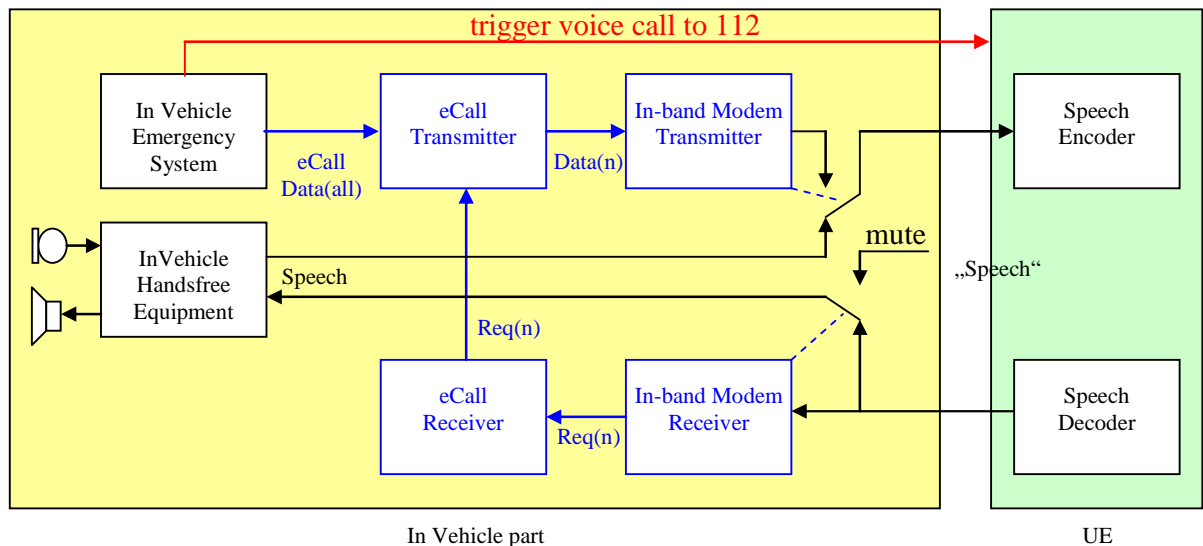 trigger voice call to 112
In Vehicle
Emergency
System
eCall
Transmitter
In-band Modem
Transmitter
Speech
Encoder
eCall
Data(all)
Data(n)
InVehicle
Handsfree
Equipment
Speech
mute
„Speech“
Req(n)
eCall
Receiver
Req(n)
In-band Modem
Receiver
Speech
Decoder
In Vehicle part
UE